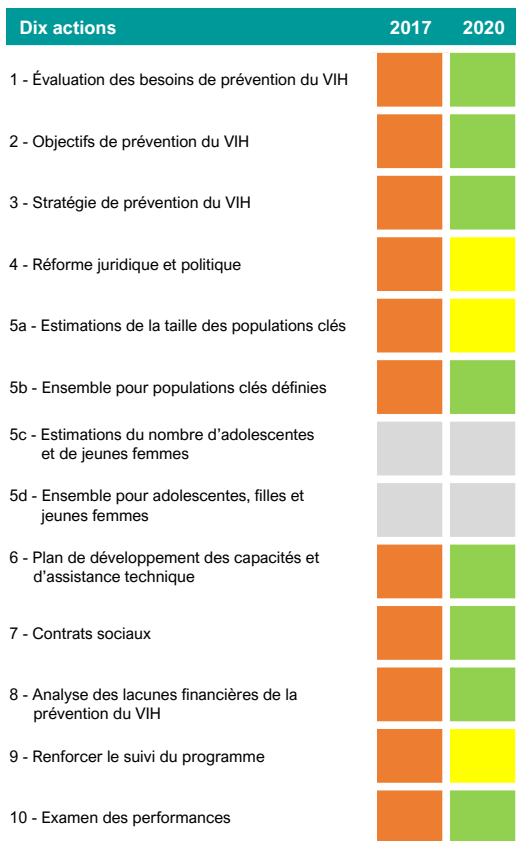 Dix actions 2017 2020
1 - Évaluation des besoins de prévention du VIH
2 - Objectifs de prévention du VIH
3 - Stratégie de prévention du VIH
4 - Réforme juridique et politique
5a - Estimations de la taille des populations clés
5b - Ensemble pour populations clés définies
5c - Estimations du nombre d’adolescentes
et de jeunes femmes
5d - Ensemble pour adolescentes, filles et
jeunes femmes
6 - Plan de développement des capacités et
d’assistance technique
7 - Contrats sociaux
8 - Analyse des lacunes financières de la
prévention du VIH
9 - Renforcer le suivi du programme
10 - Examen des performances